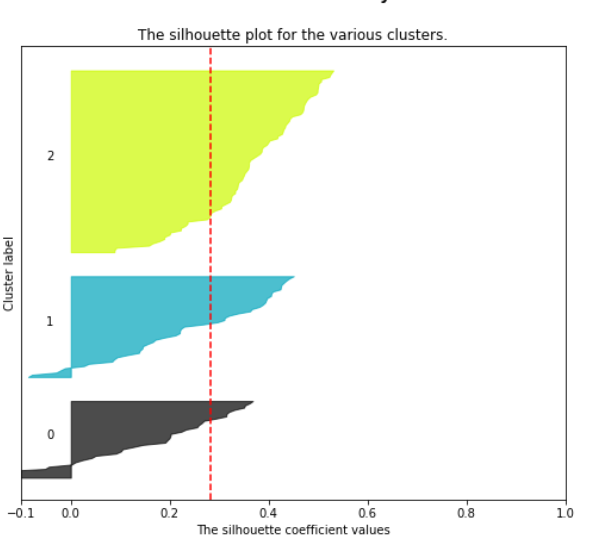 The silhouette plot for the various clusters.
Cluster label
2
1
0
−0.1 0.0 0.2 0.4 0.6 0.8 1.0
The silhouette coefficient values